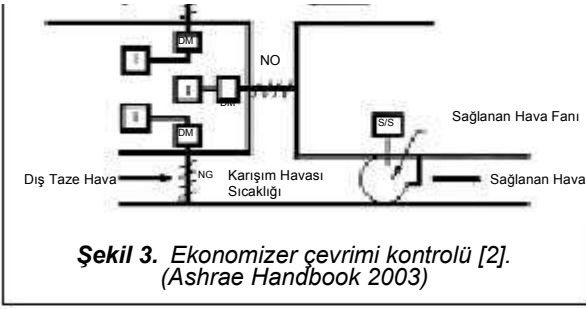 DM
NO
DM
DM
S/S
Sağlanan Hava Fanı
Dış Taze Hava
NG
Karışım Havası
Sıcaklığı
Sağlanan Hava
Şekil 3. Ekonomizer çevrimi kontrolü [2].
(Ashrae Handbook 2003)